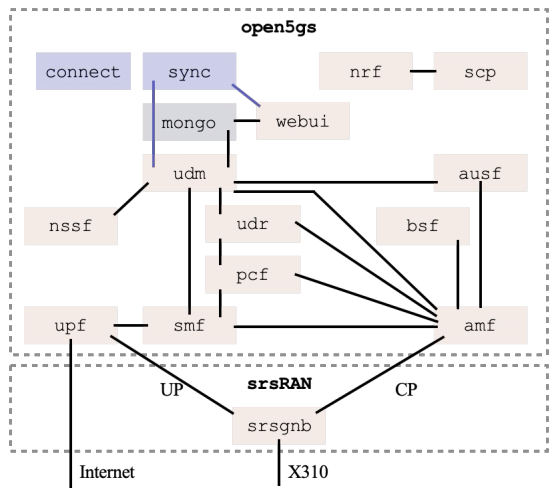 open5gs
connect sync nrf scp
mongo webui
udm ausf
nssf udr bsf
pcf
upf smf amf
UP srsRAN CP
srsgnb
Internet X310